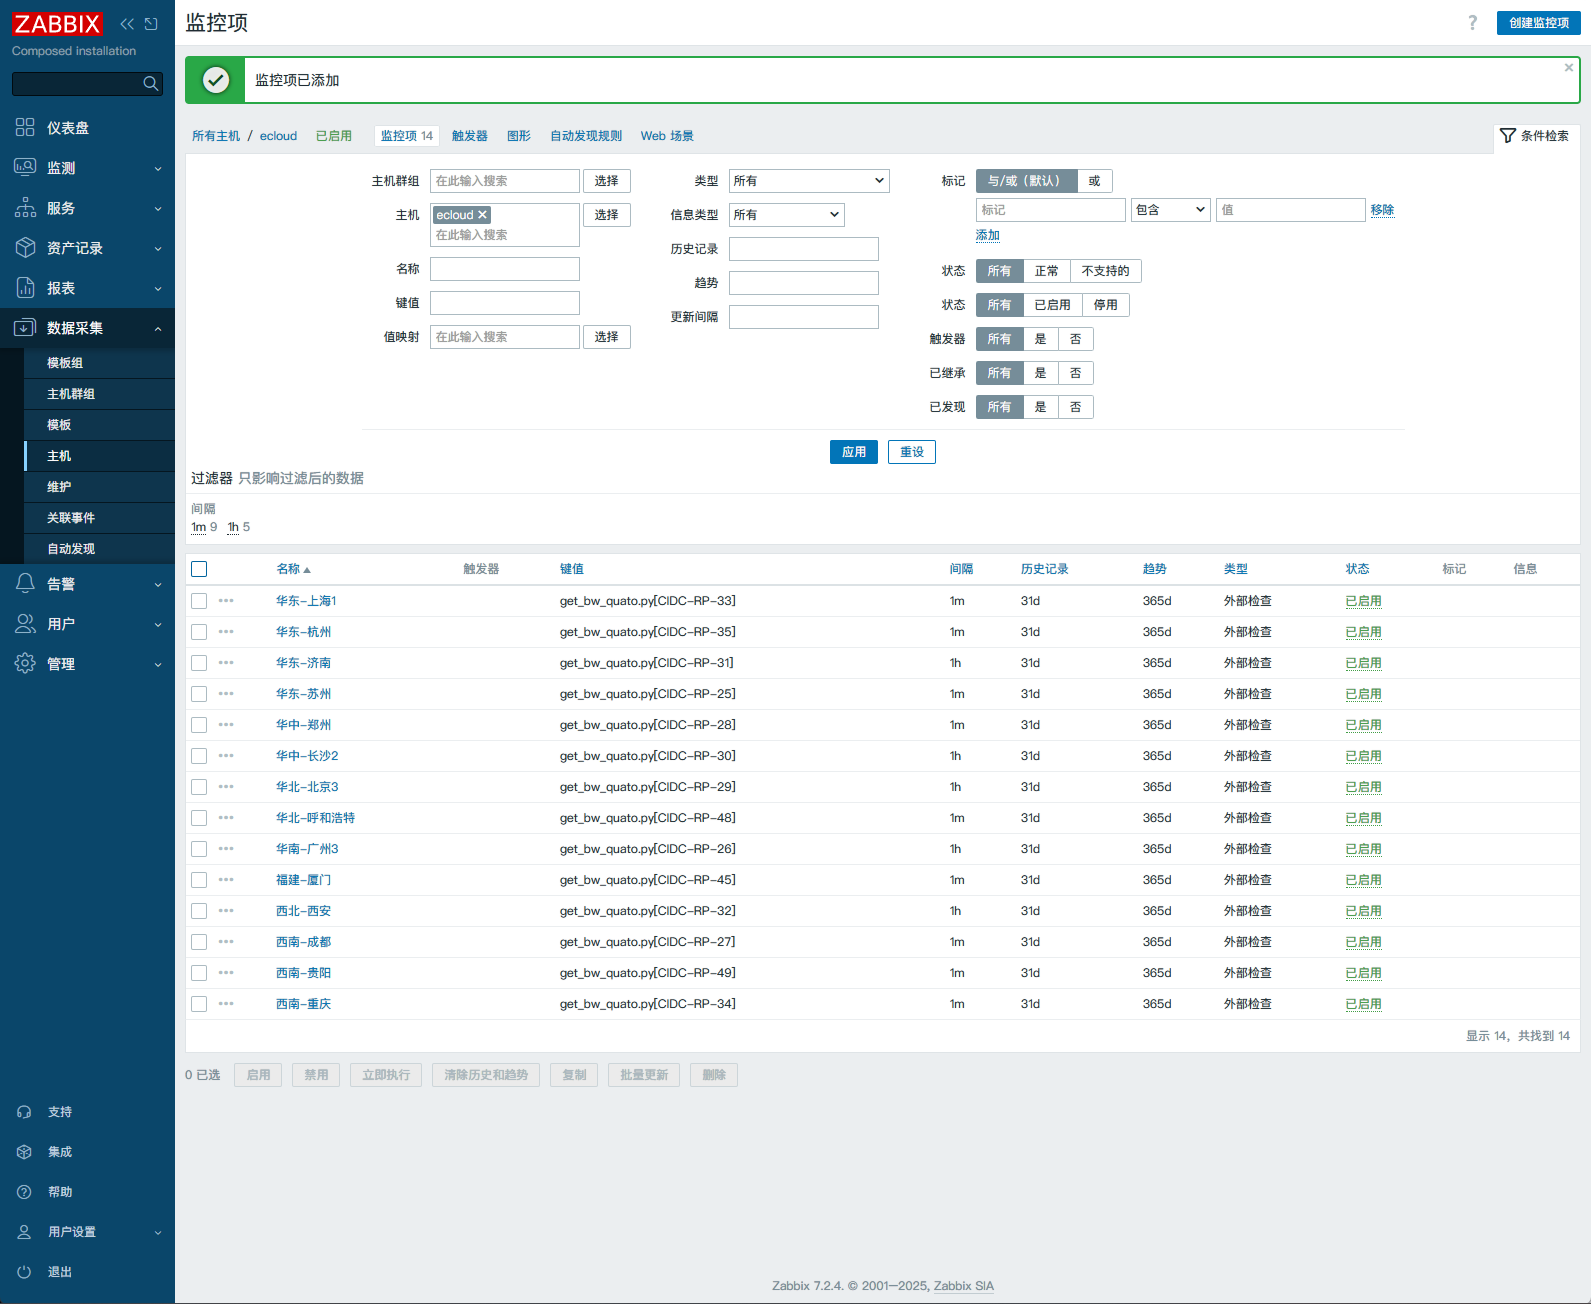 ZABBIX
Composed installation
仪表盘
监测
服务
资产记录
报表
数据采集
模板组
主机群组
模板
主机
维护
关联事件
自动发现
告警
用户
管理
支持
集成
帮助
用户设置
退出
监控项
? 创建监控项
监控项已添加
所有主机 / ecloud 已启用 监控项 14 触发器 图形 自动发现规则 Web 场景 条件检索
主机群组 在此输入搜索 选择
主机 ecloud 在此输入搜索 选择
名称
键值
值映射 在此输入搜索 选择
类型 所有
信息类型 所有
历史记录
趋势
更新间隔
标记 与/或（默认） 或
标记 包含 值 移除
添加
状态 所有 正常 不支持的
状态 所有 已启用 停用
触发器 所有 是 否
已继承 所有 是 否
已发现 所有 是 否
应用 重设
过滤器 只影响过滤后的数据
间隔
1m 9 1h 5
名称 触发器 键值 间隔 历史记录 趋势 类型 状态 标记 信息
华东-上海1 get_bw_quato.py[CIDC-RP-33] 1m 31d 365d 外部检查 已启用
华东-杭州 get_bw_quato.py[CIDC-RP-35] 1m 31d 365d 外部检查 已启用
华东-济南 get_bw_quato.py[CIDC-RP-31] 1h 31d 365d 外部检查 已启用
华东-苏州 get_bw_quato.py[CIDC-RP-25] 1m 31d 365d 外部检查 已启用
华中-郑州 get_bw_quato.py[CIDC-RP-28] 1m 31d 365d 外部检查 已启用
华中-长沙2 get_bw_quato.py[CIDC-RP-30] 1h 31d 365d 外部检查 已启用
华北-北京3 get_bw_quato.py[CIDC-RP-29] 1h 31d 365d 外部检查 已启用
华北-呼和浩特 get_bw_quato.py[CIDC-RP-48] 1m 31d 365d 外部检查 已启用
华南-广州3 get_bw_quato.py[CIDC-RP-26] 1h 31d 365d 外部检查 已启用
福建-厦门 get_bw_quato.py[CIDC-RP-45] 1m 31d 365d 外部检查 已启用
西北-西安 get_bw_quato.py[CIDC-RP-32] 1h 31d 365d 外部检查 已启用
西南-成都 get_bw_quato.py[CIDC-RP-27] 1m 31d 365d 外部检查 已启用
西南-贵阳 get_bw_quato.py[CIDC-RP-49] 1m 31d 365d 外部检查 已启用
西南-重庆 get_bw_quato.py[CIDC-RP-34] 1m 31d 365d 外部检查 已启用
显示 14，共找到 14
0 已选 启用 禁用 立即执行 清除历史和趋势 复制 批量更新 删除
Zabbix 7.2.4. © 2001–2025, Zabbix SIA